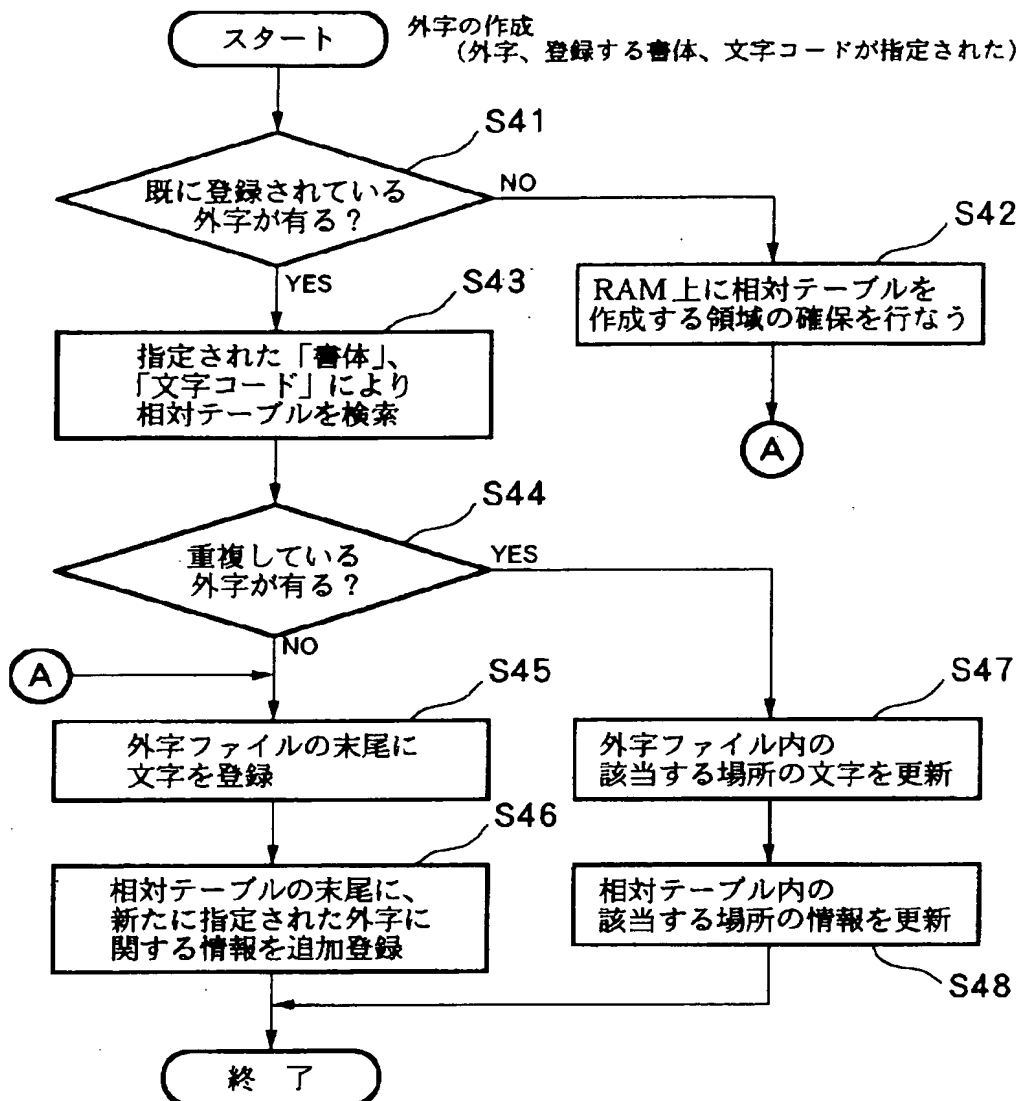 スタート
外字の作成
（外字、登録する書体、文字コードが指定された）
S41
既に登録されている
外字が有る？
NO
YES
S42
RAM上に相対テーブルを
作成する領域の確保を行なう
A
S43
指定された「書体」、
「文字コード」により
相対テーブルを検索
S44
重複している
外字が有る？
YES
NO
A
S45
外字ファイルの末尾に
文字を登録
S47
外字ファイル内の
該当する場所の文字を更新
S46
相対テーブルの末尾に、
新たに指定された外字に
関する情報を追加登録
相対テーブル内の
該当する場所の情報を更新
S48
終 了